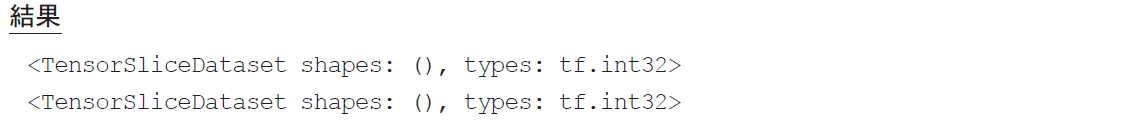 結果
<TensorSliceDataset shapes: (), types: tf.int32>
<TensorSliceDataset shapes: (), types: tf.int32>